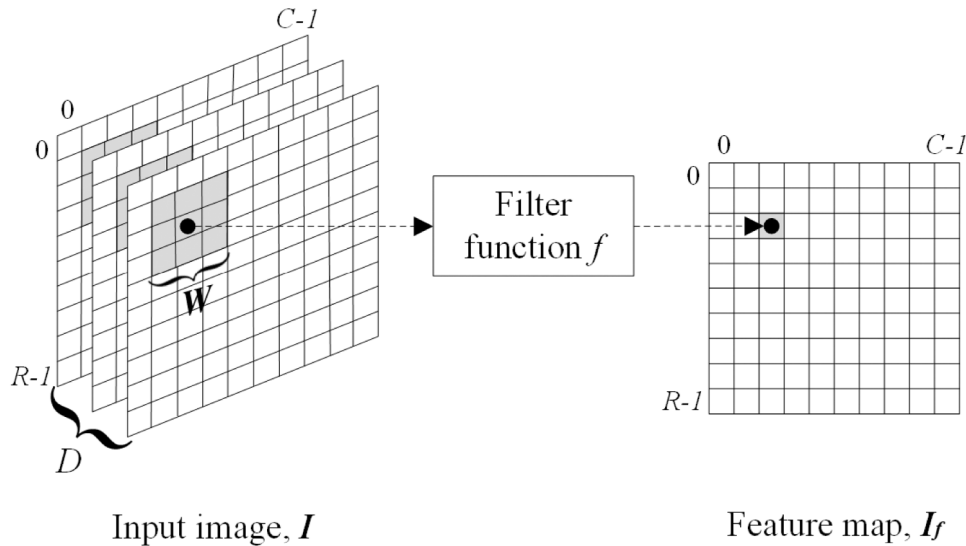 C-1
0
0
R-1
D
W
Filter
function f
0
C-1
0
R-1
Input image, I
Feature map, If